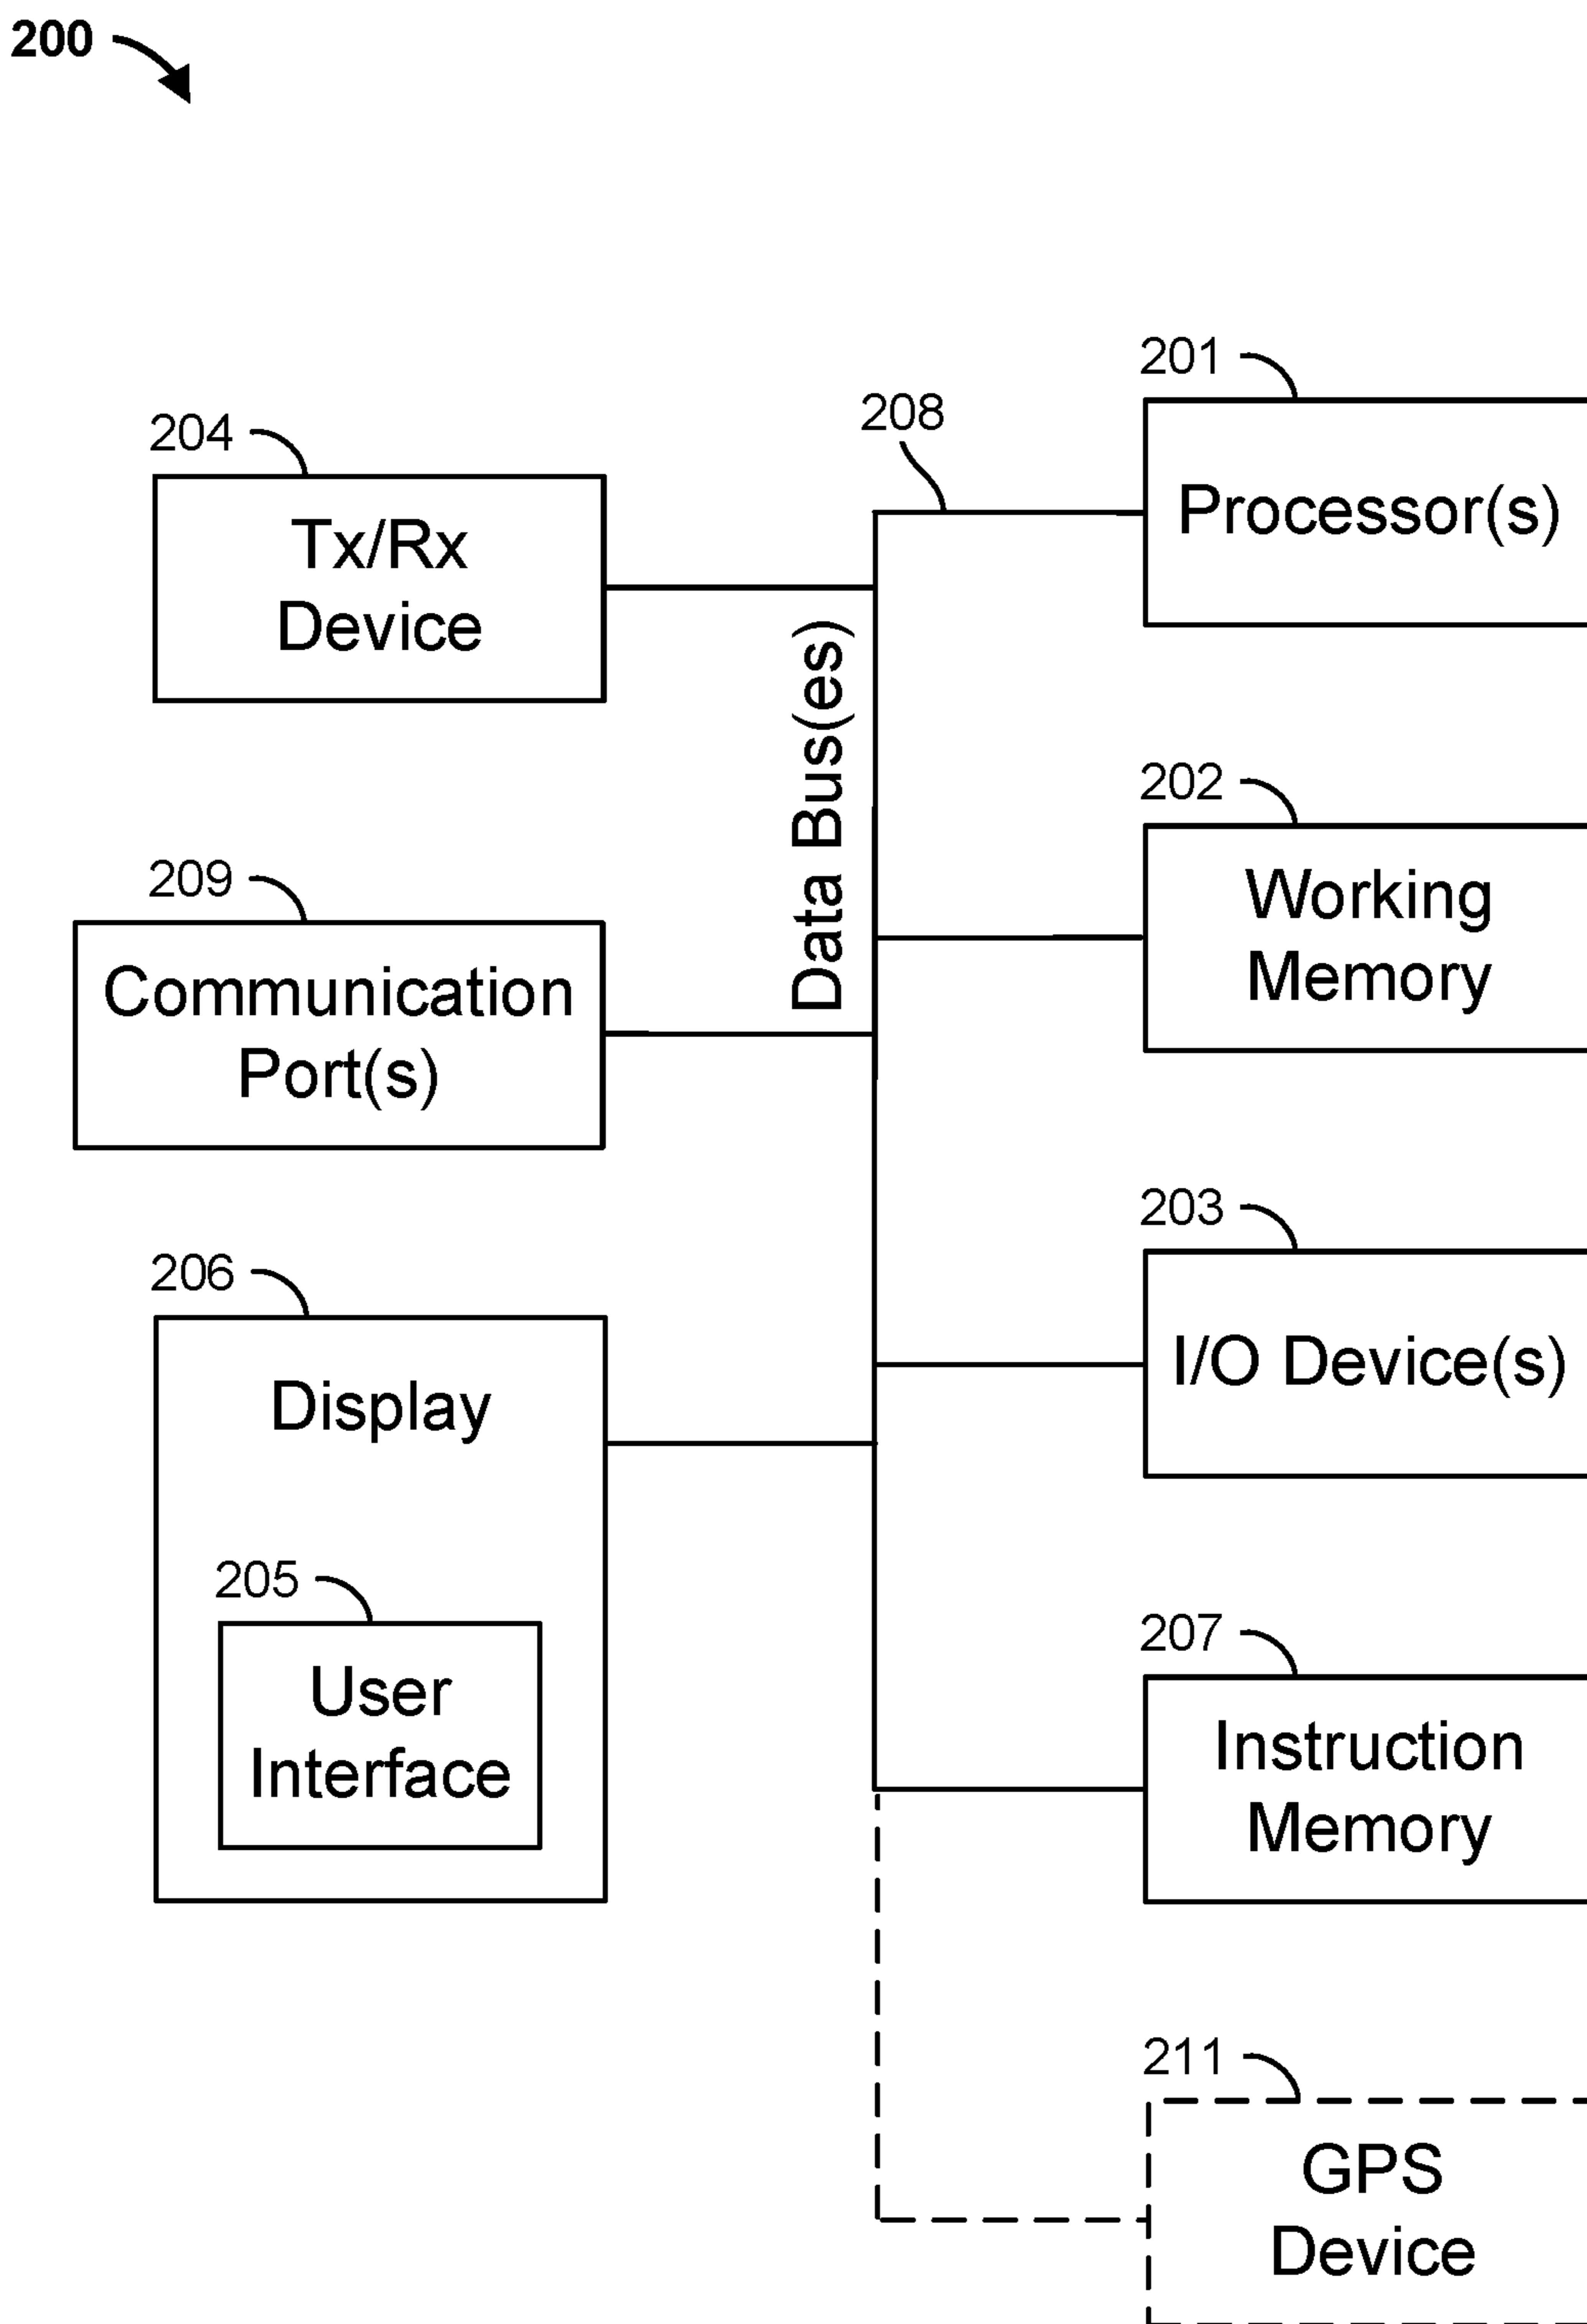 200
204
Tx/Rx
Device
209
Communication
Port(s)
206
Display
205
User
Interface
208
Data Bus(es)
201
Processor(s)
202
Working
Memory
203
I/O Device(s)
207
Instruction
Memory
211
GPS
Device